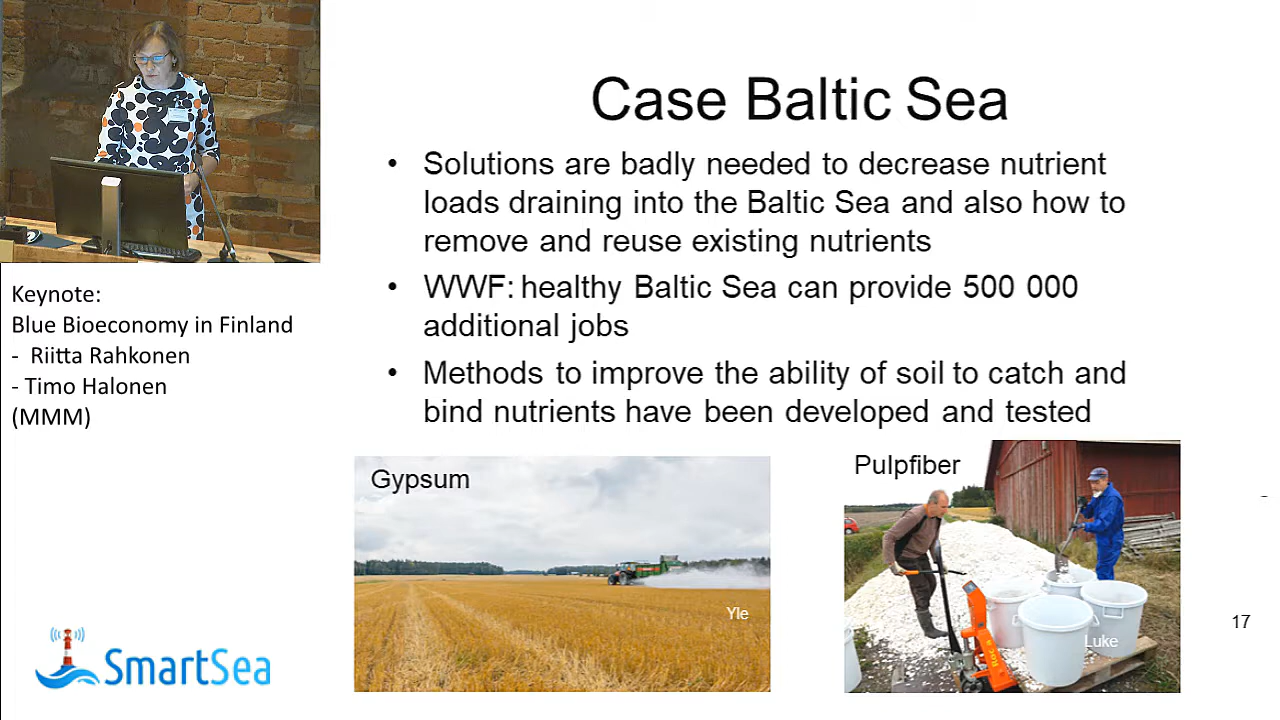 Case Baltic Sea
• Solutions are badly needed to decrease nutrient
loads draining into the Baltic Sea and also how to
remove and reuse existing nutrients
• WWF: healthy Baltic Sea can provide 500 000
additional jobs
• Methods to improve the ability of soil to catch and
bind nutrients have been developed and tested
Keynote:
Blue Bioeconomy in Finland
- Riitta Rahkonen
- Timo Halonen
(MMM)
Gypsum
Yle
Pulpfiber
Luke
17
SmartSea